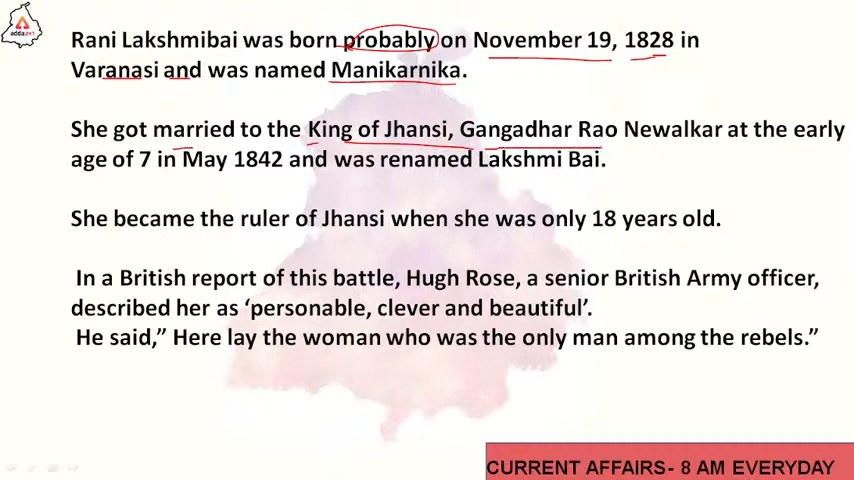 adda247
Rani Lakshmibai was born probably on November 19, 1828 in
Varanasi and was named Manikarnika.
She got married to the King of Jhansi, Gangadhar Rao Newalkar at the early
age of 7 in May 1842 and was renamed Lakshmi Bai.
She became the ruler of Jhansi when she was only 18 years old.
In a British report of this battle, Hugh Rose, a senior British Army officer,
described her as ‘personable, clever and beautiful’.
He said,” Here lay the woman who was the only man among the rebels.”
CURRENT AFFAIRS- 8 AM EVERYDAY